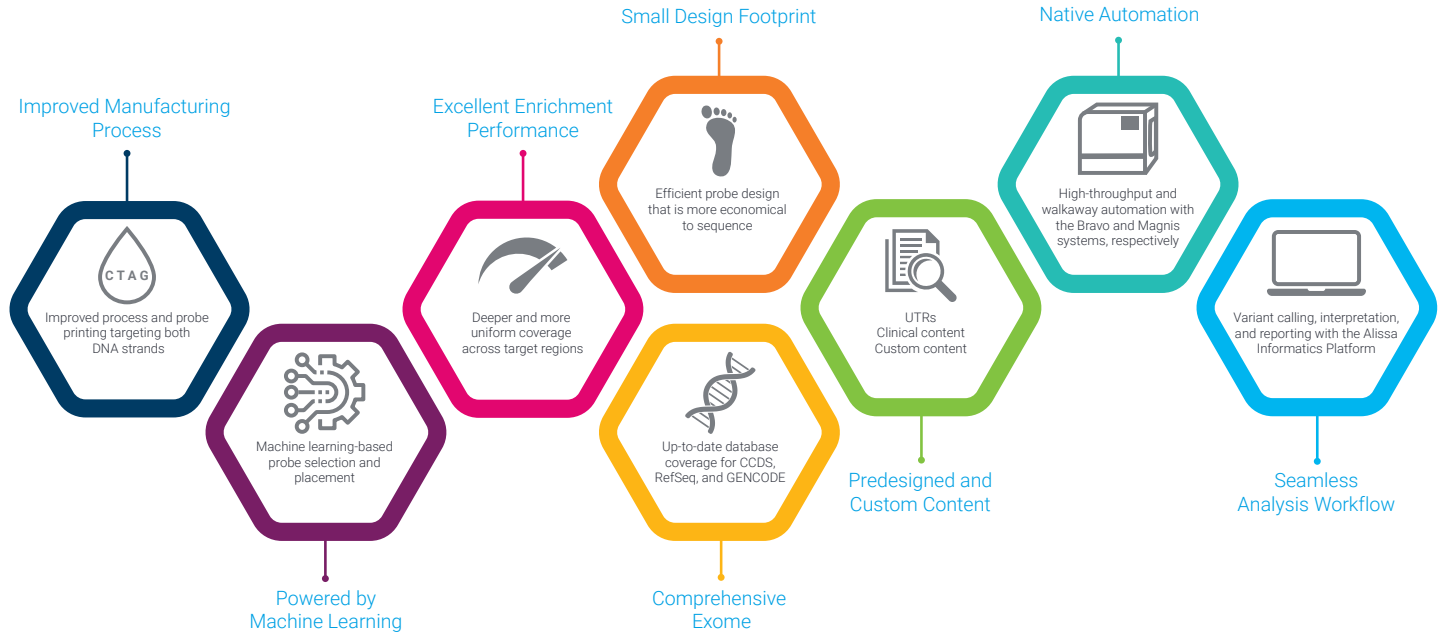 Improved Manufacturing
Process
CTAG
Improved process and probe
printing targeting both
DNA strands
Machine learning-based
probe selection and
placement
Powered by
Machine Learning
Excellent Enrichment
Performance
Deeper and more
uniform coverage
across target regions
Small Design Footprint
Efficient probe design
that is more economical
to sequence
Up-to-date database
coverage for CCDS,
RefSeq, and GENCODE
Comprehensive
Exome
UTRs
Clinical content
Custom content
Predesigned and
Custom Content
Native Automation
High-throughput and
walkaway automation with
the Bravo and Magnis
systems, respectively
Variant calling, interpretation,
and reporting with the Alissa
Informatics Platform
Seamless
Analysis Workflow